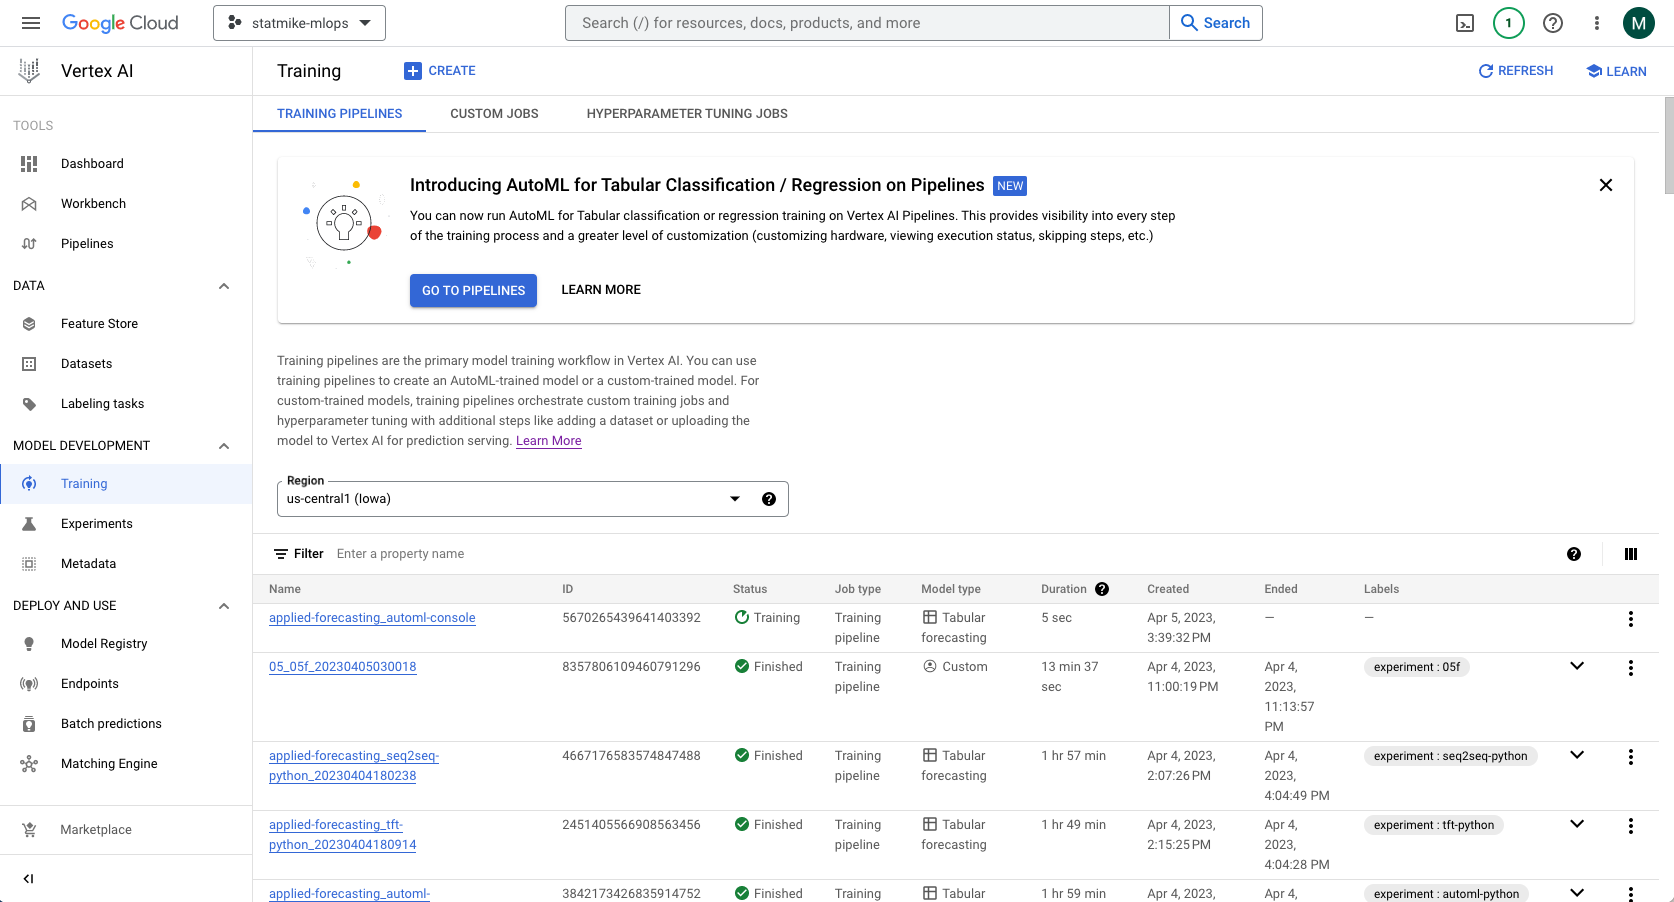 Google Cloud
statmike-mlops
Search (/) for resources, docs, products, and more
Search
1
M
Vertex AI
Training
CREATE
REFRESH
LEARN
TOOLS
Dashboard
Workbench
Pipelines
DATA
Feature Store
Datasets
Labeling tasks
MODEL DEVELOPMENT
Training
Experiments
Metadata
DEPLOY AND USE
Model Registry
Endpoints
Batch predictions
Matching Engine
Marketplace
TRAINING PIPELINES
CUSTOM JOBS
HYPERPARAMETER TUNING JOBS
Introducing AutoML for Tabular Classification / Regression on Pipelines NEW
You can now run AutoML for Tabular classification or regression training on Vertex AI Pipelines. This provides visibility into every step
of the training process and a greater level of customization (customizing hardware, viewing execution status, skipping steps, etc.)
GO TO PIPELINES
LEARN MORE
Training pipelines are the primary model training workflow in Vertex AI. You can use
training pipelines to create an AutoML-trained model or a custom-trained model. For
custom-trained models, training pipelines orchestrate custom training jobs and
hyperparameter tuning with additional steps like adding a dataset or uploading the
model to Vertex AI for prediction serving. Learn More
Region
us-central1 (Iowa)
Filter Enter a property name
Name ID Status Job type Model type Duration Created Ended Labels
applied-forecasting_automl-console 5670265439641403392 Training Training Tabular 5 sec Apr 5, 2023, — —
pipeline forecasting 3:39:32 PM
05_05f_20230405030018 8357806109460791296 Finished Training Custom 13 min 37 Apr 4, 2023, Apr 4, experiment : 05f
pipeline sec 11:00:19 PM 2023,
11:13:57
PM
applied-forecasting_seq2seq- 4667176583574847488 Finished Training Tabular 1 hr 57 min Apr 4, 2023, Apr 4, experiment : seq2seq-python
python_20230404180238 pipeline forecasting 2:07:26 PM 2023,
4:04:49 PM
applied-forecasting_tft- 2451405566908563456 Finished Training Tabular 1 hr 49 min Apr 4, 2023, Apr 4, experiment : tft-python
python_20230404180914 pipeline forecasting 2:15:25 PM 2023,
4:04:28 PM
applied-forecasting_automl- 3842173426835914752 Finished Training Tabular 1 hr 59 min Apr 4, 2023, Apr 4, experiment : automl-python